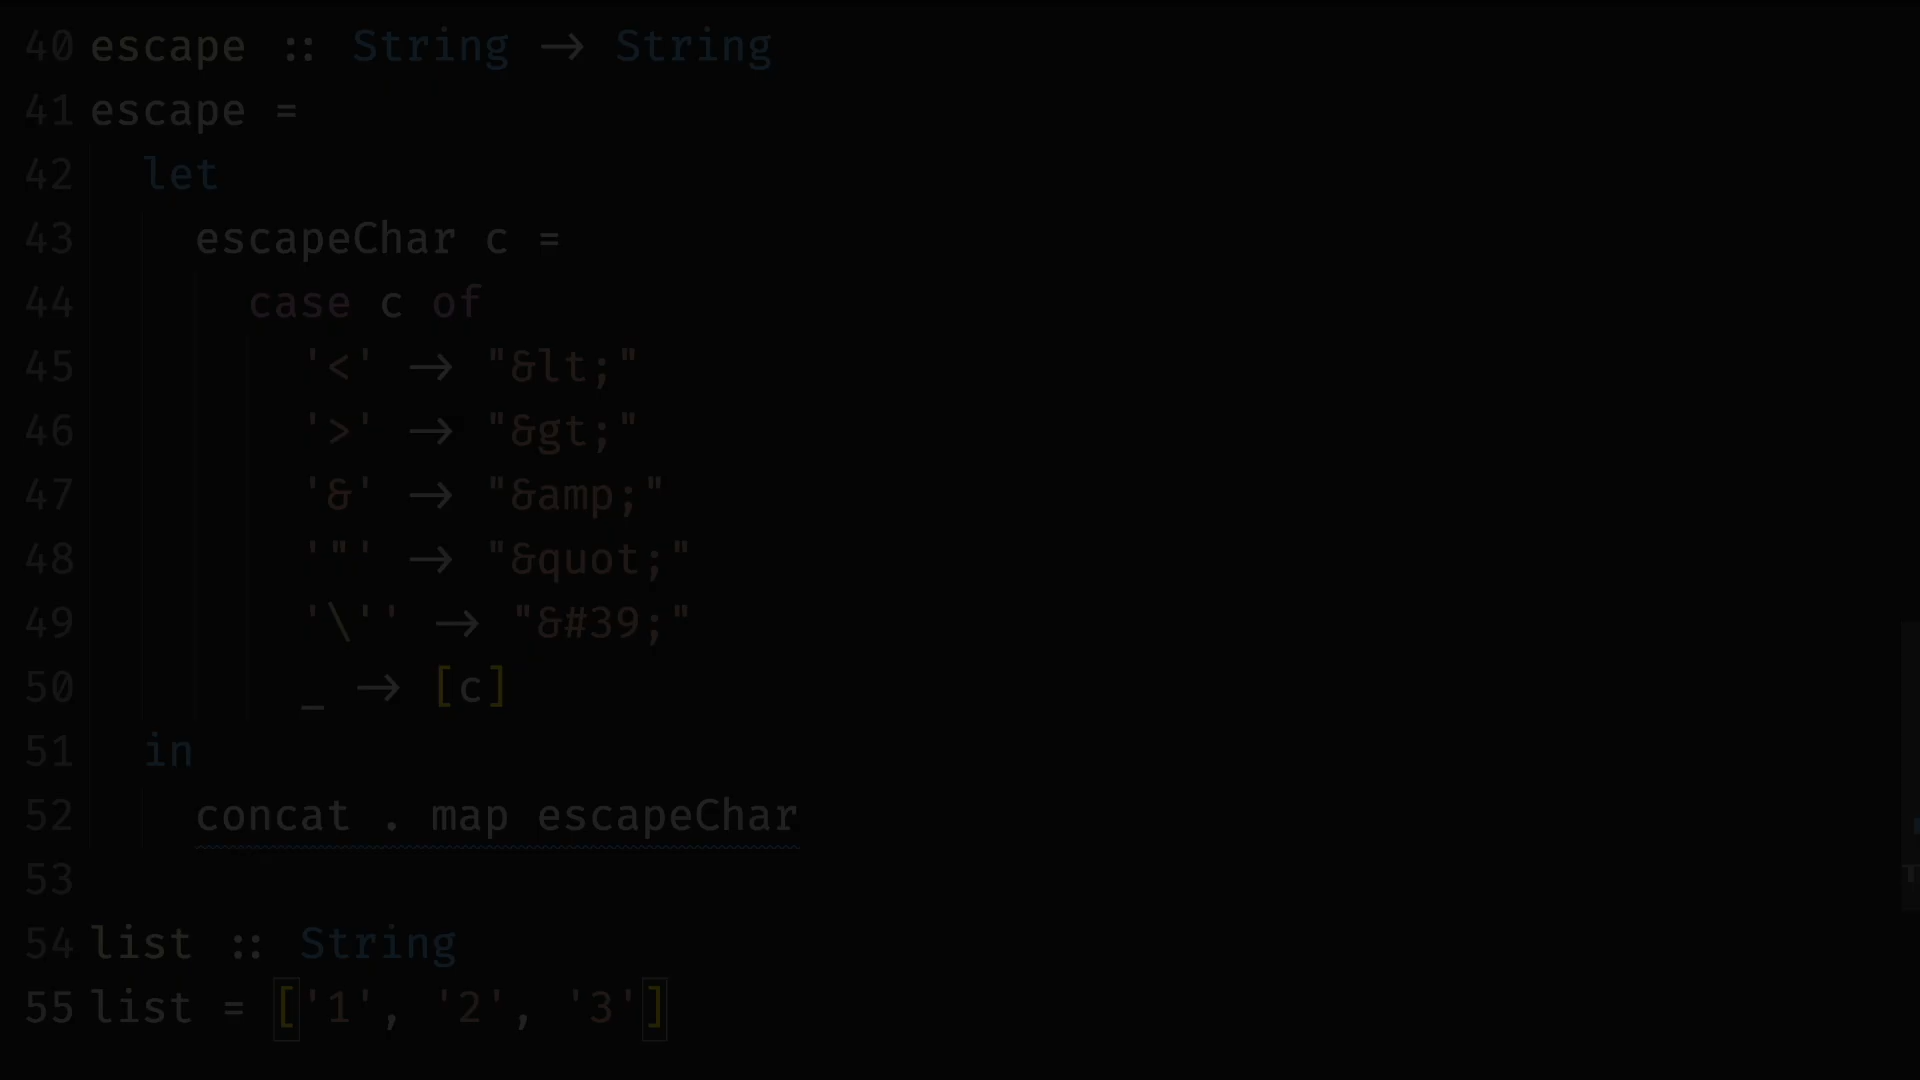 40 escape :: String -> String
41 escape =
42 let
43 escapeChar c =
44 case c of
45 '<' -> "&lt;"
46 '>' -> "&gt;"
47 '&' -> "&amp;"
48 '"' -> "&quot;"
49 '\'' -> "&#39;"
50 _ -> [c]
51 in
52 concat . map escapeChar
53
54 list :: String
55 list = ['1', '2', '3']